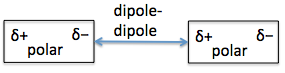 dipole-
dipole
δ+ δ−
polar
δ+ δ−
polar